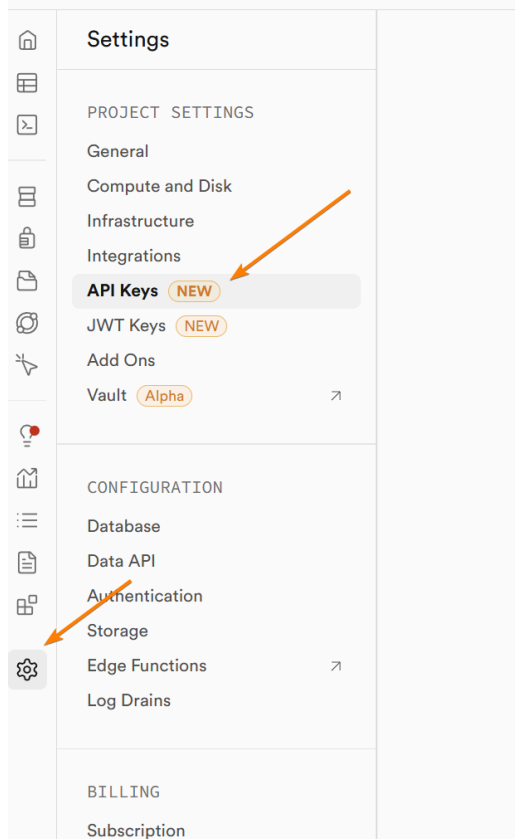 Settings
PROJECT SETTINGS
General
Compute and Disk
Infrastructure
Integrations
API Keys NEW
JWT Keys NEW
Add Ons
Vault Alpha
CONFIGURATION
Database
Data API
Authentication
Storage
Edge Functions
Log Drains
BILLING
Subscription